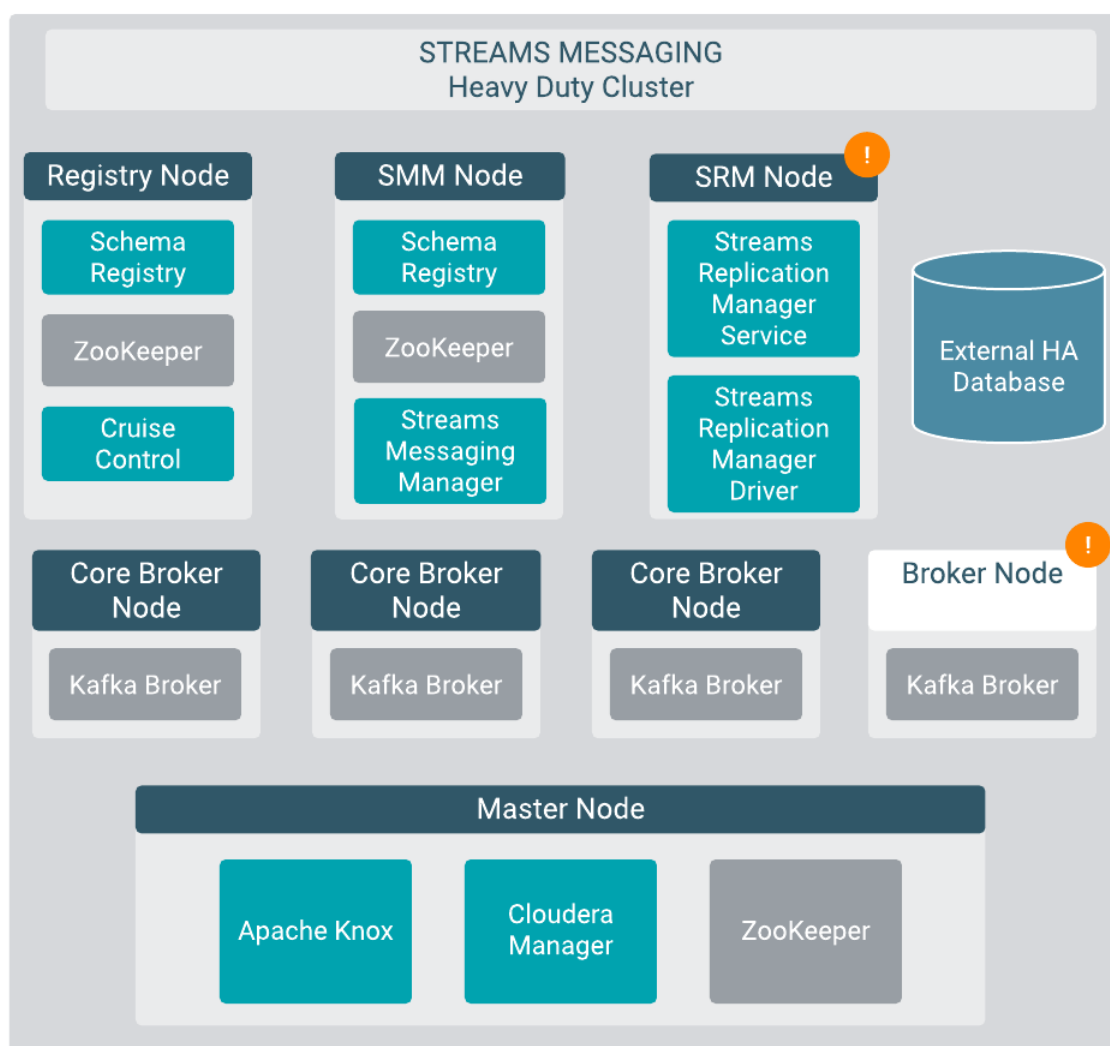 STREAMS MESSAGING
Heavy Duty Cluster
Registry Node
Schema
Registry
ZooKeeper
Cruise
Control
SMM Node
Schema
Registry
ZooKeeper
Streams
Messaging
Manager
SRM Node
!
Streams
Replication
Manager
Service
Streams
Replication
Manager
Driver
External HA
Database
Core Broker
Node
Kafka Broker
Core Broker
Node
Kafka Broker
Core Broker
Node
Kafka Broker
Broker Node
!
Kafka Broker
Master Node
Apache Knox
Cloudera
Manager
ZooKeeper